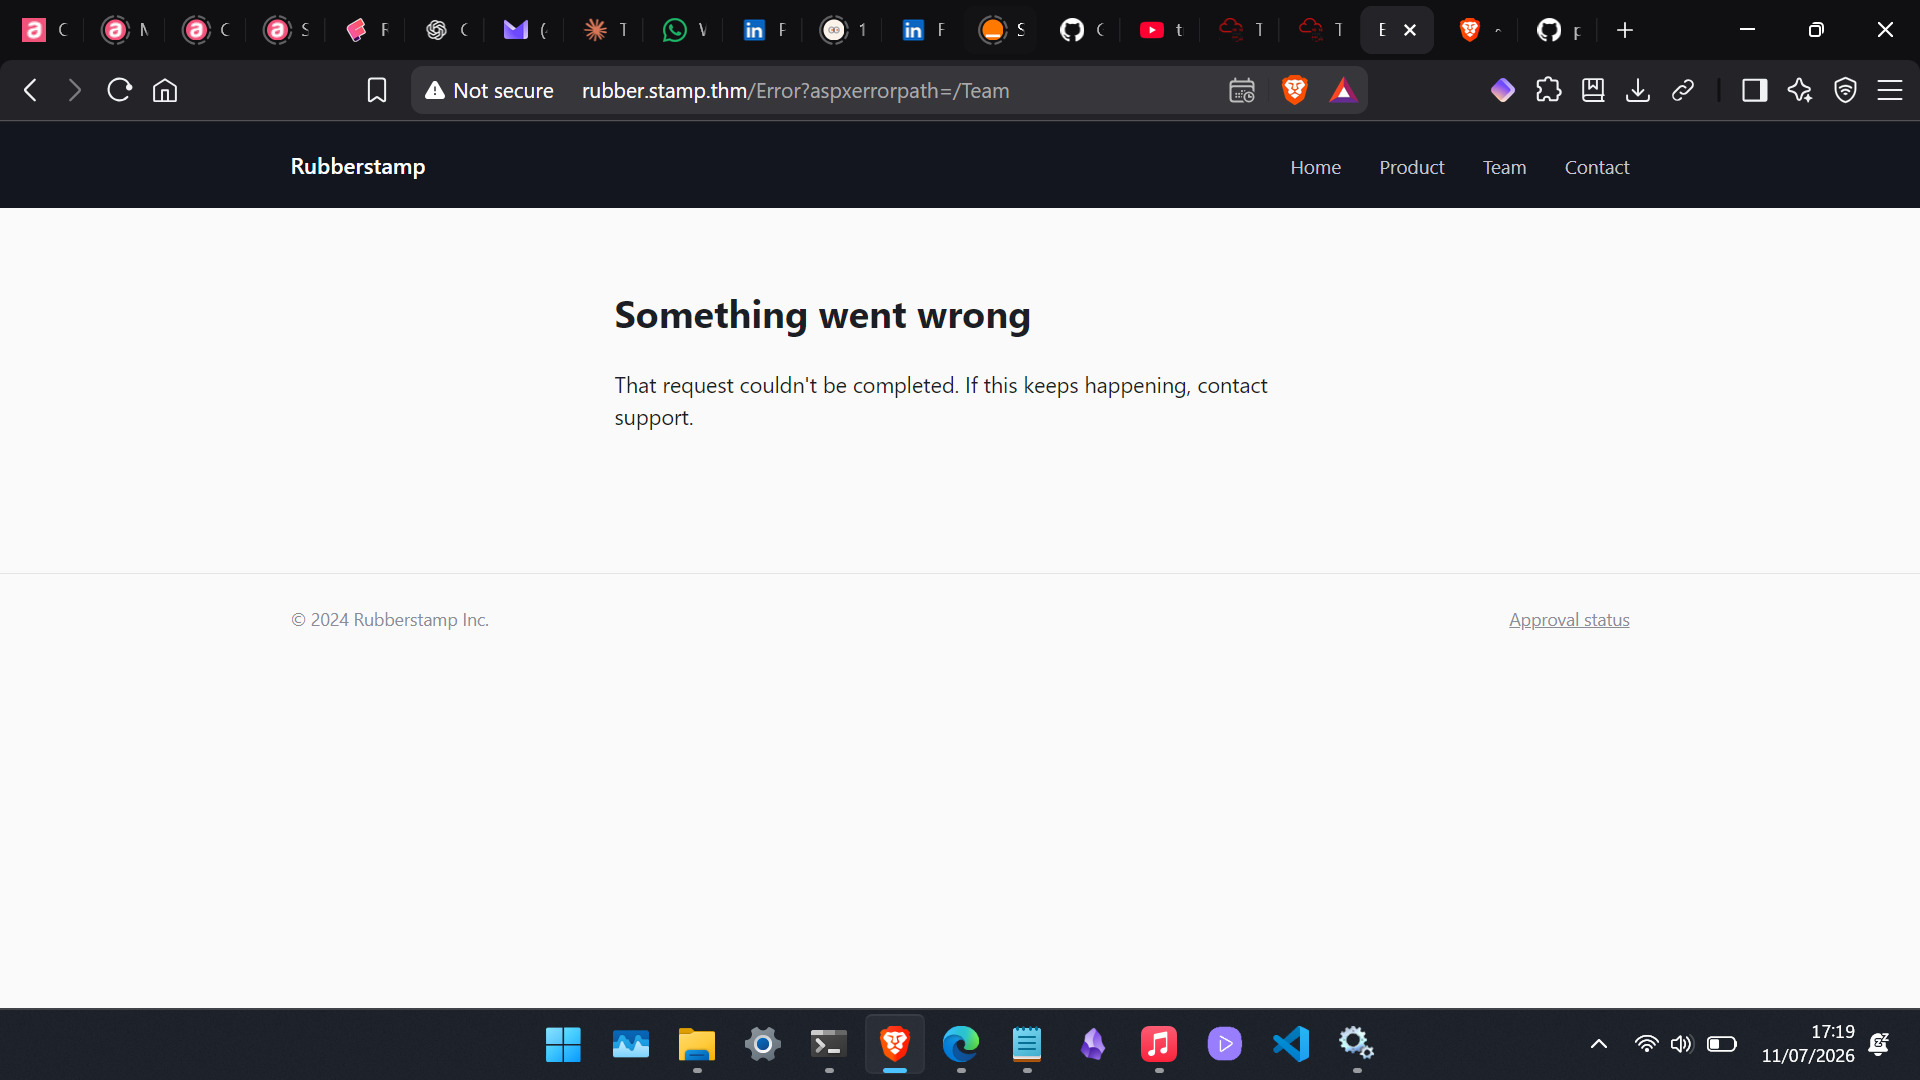 Not secure
rubber.stamp.thm/Error?aspxerrorpath=/Team
Rubberstamp
Home
Product
Team
Contact
Something went wrong
That request couldn't be completed. If this keeps happening, contact
support.
© 2024 Rubberstamp Inc.
Approval status
17:19
11/07/2026